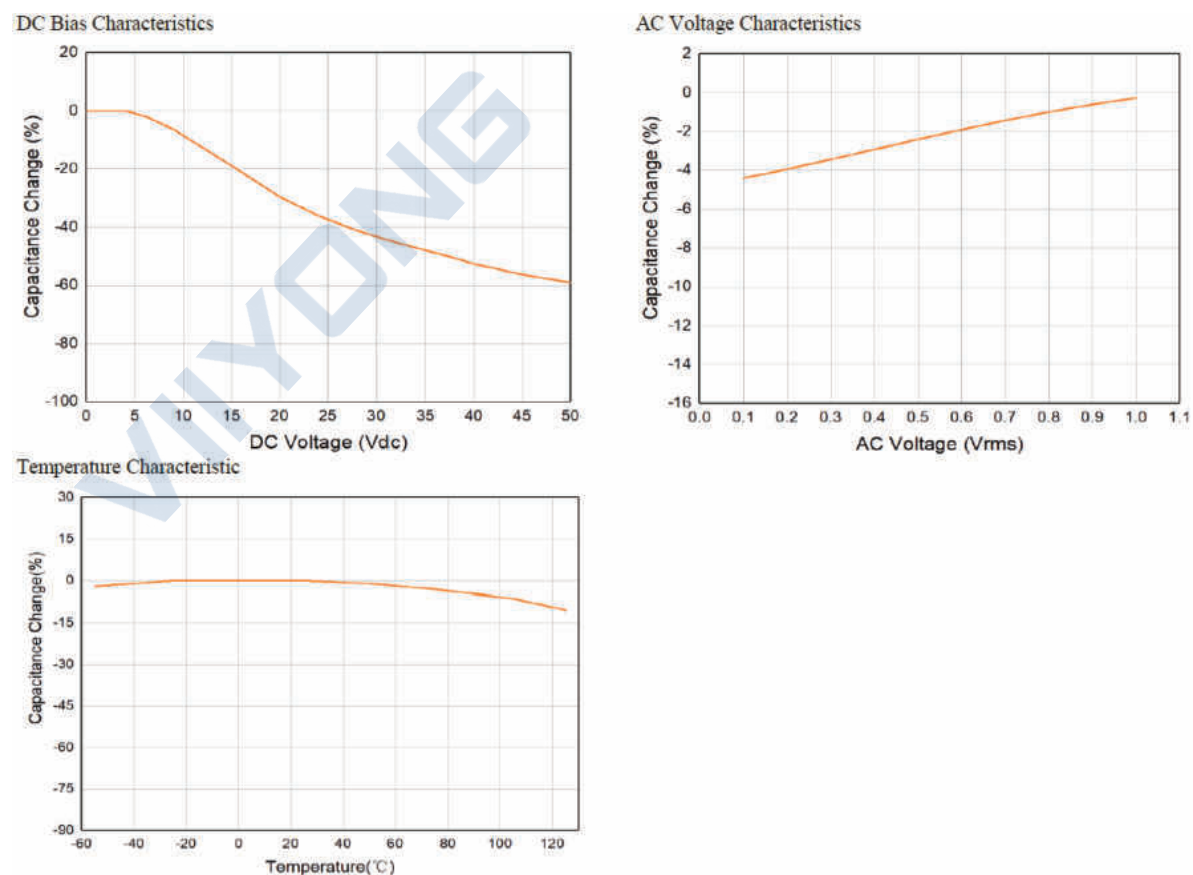 DC Bias Characteristics
20
0
-20
-40
-60
-80
-100
Capacitance Change (%)
0 5 10 15 20 25 30 35 40 45 50
DC Voltage (Vdc)
AC Voltage Characteristics
2
0
-2
-4
-6
-8
-10
-12
-14
-16
Capacitance Change (%)
0.0 0.1 0.2 0.3 0.4 0.5 0.6 0.7 0.8 0.9 1.0 1.1
AC Voltage (Vrms)
Temperature Characteristic
30
15
0
-15
-30
-45
-60
-75
-90
Capacitance Change(%)
-60 -40 -20 0 20 40 60 80 100 120
Temperature(℃)
VIIYONG